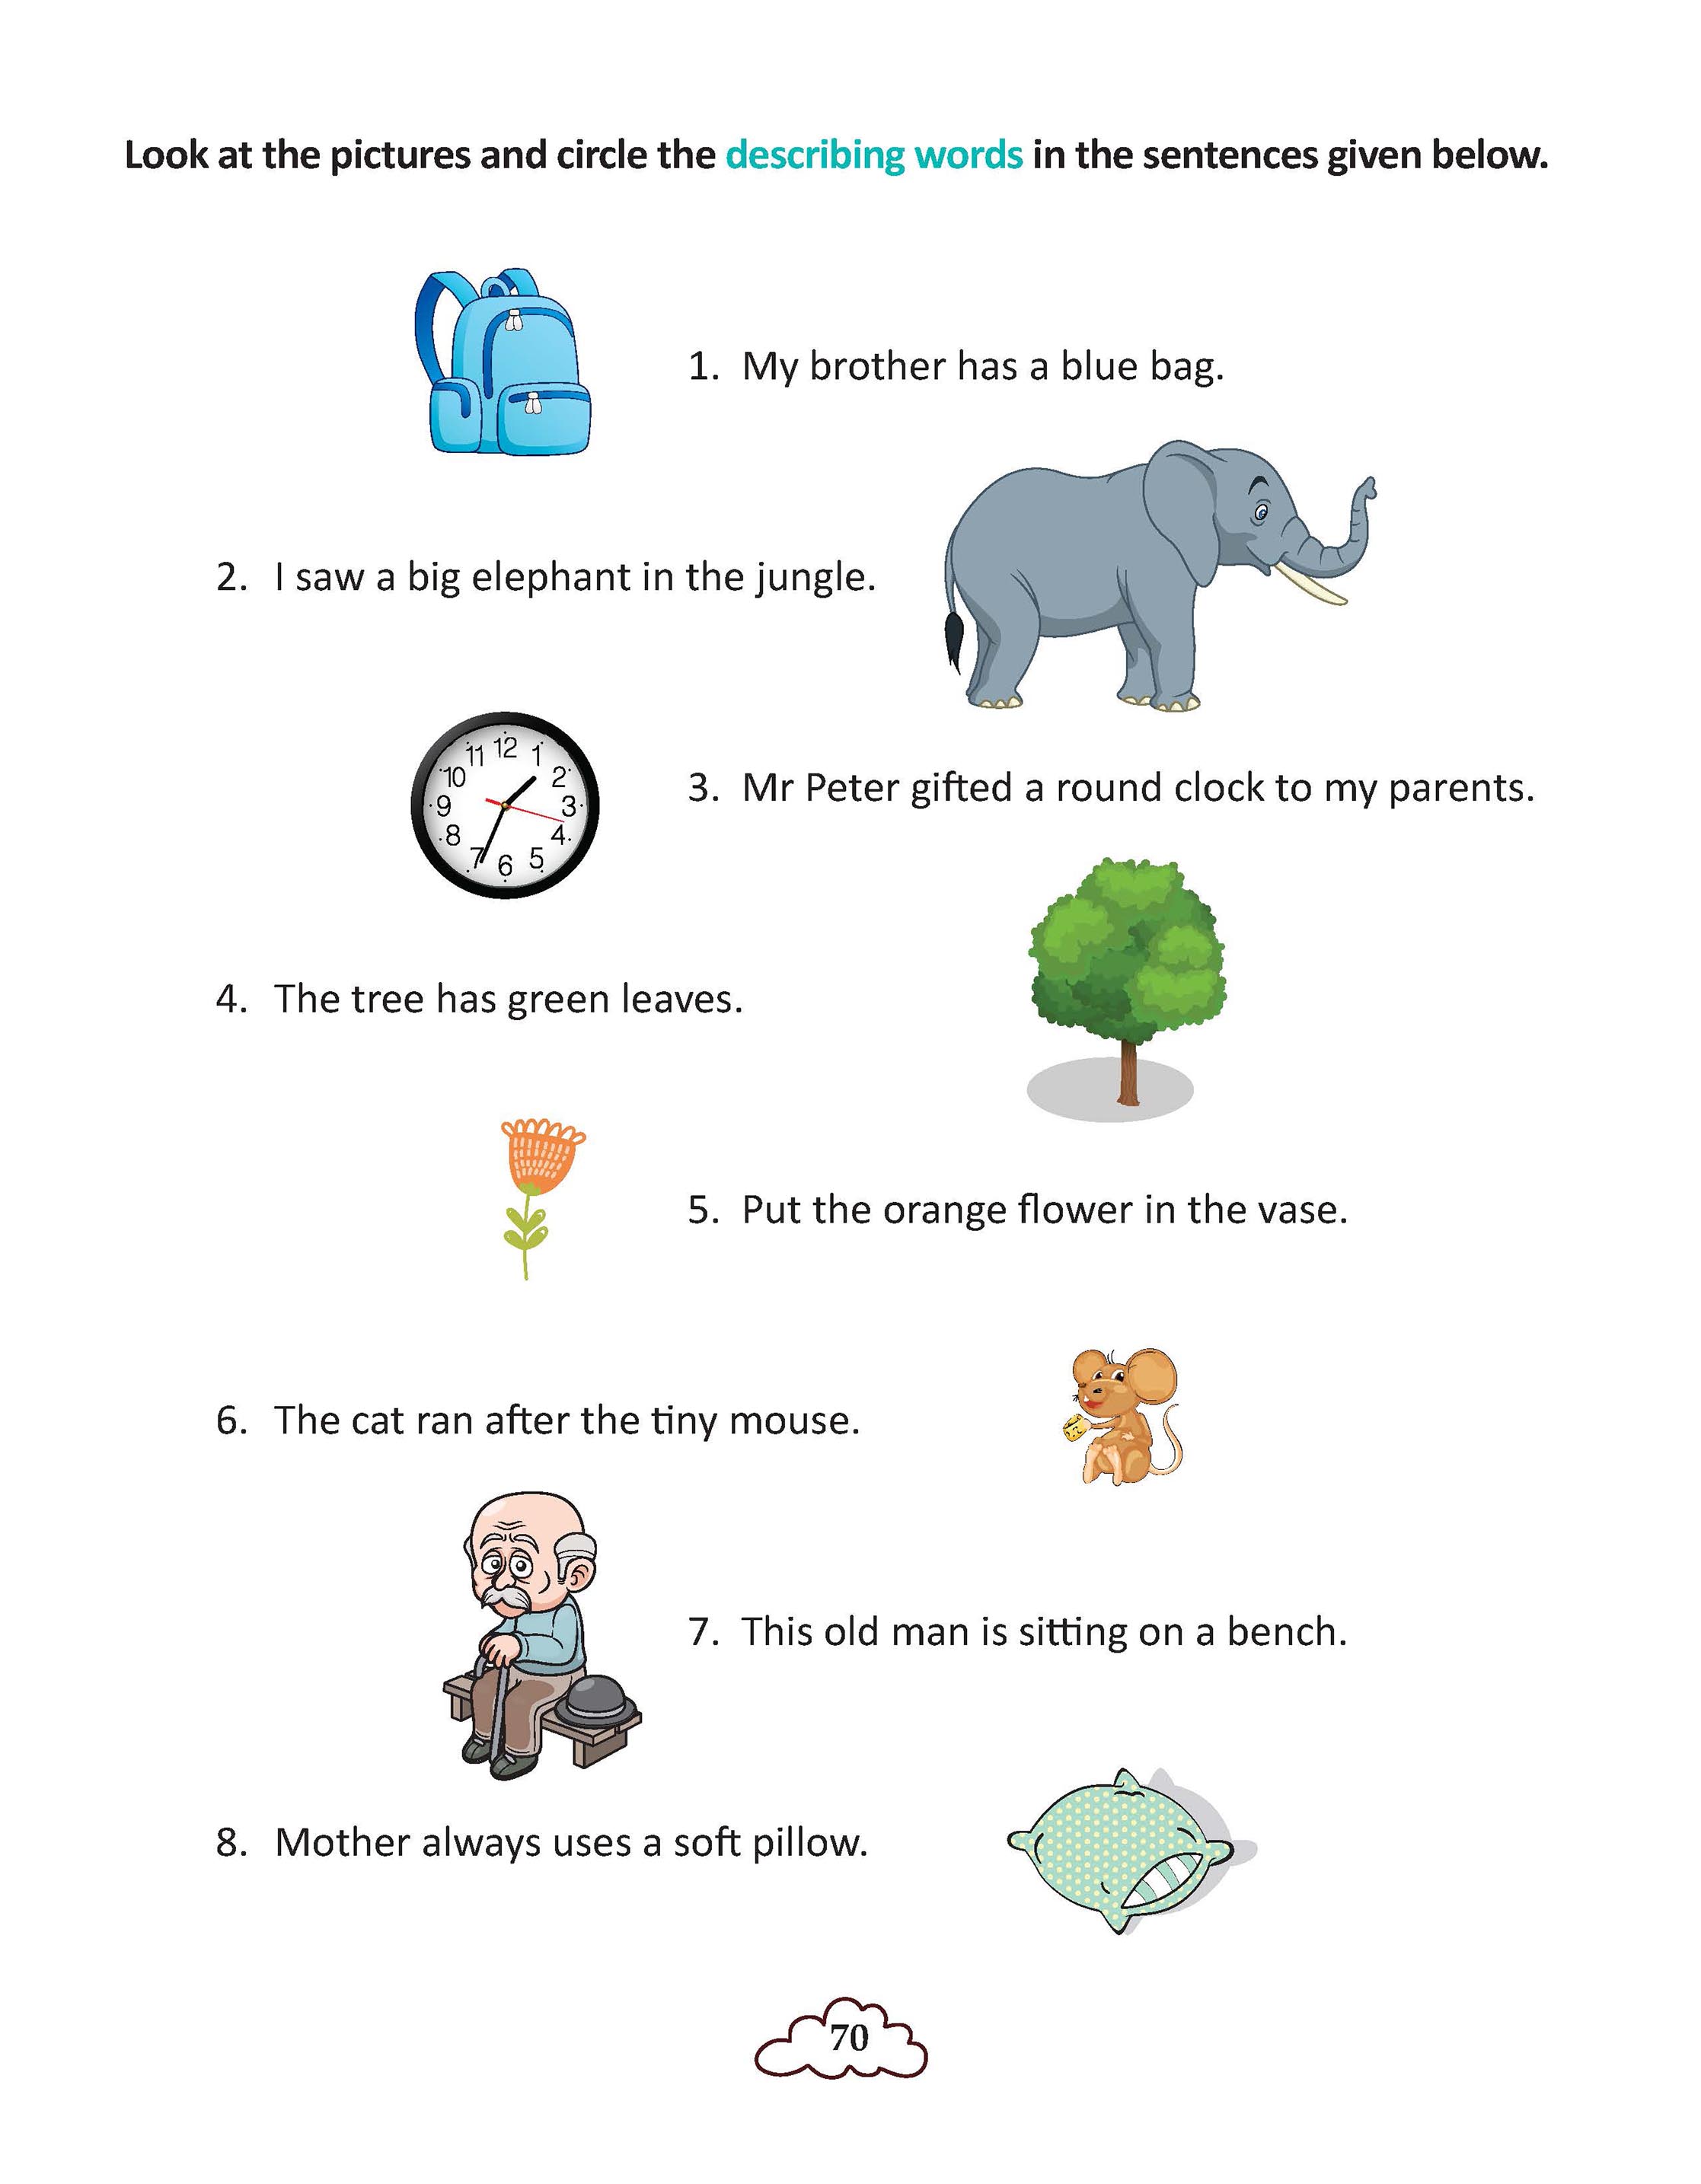 Look at the pictures and circle the describing words in the sentences given below.
1. My brother has a blue bag.
2. I saw a big elephant in the jungle.
11 12 1
10 2
9 3
8 4
7 6 5
3. Mr Peter gifted a round clock to my parents.
4. The tree has green leaves.
5. Put the orange flower in the vase.
6. The cat ran after the tiny mouse.
7. This old man is sitting on a bench.
8. Mother always uses a soft pillow.
70